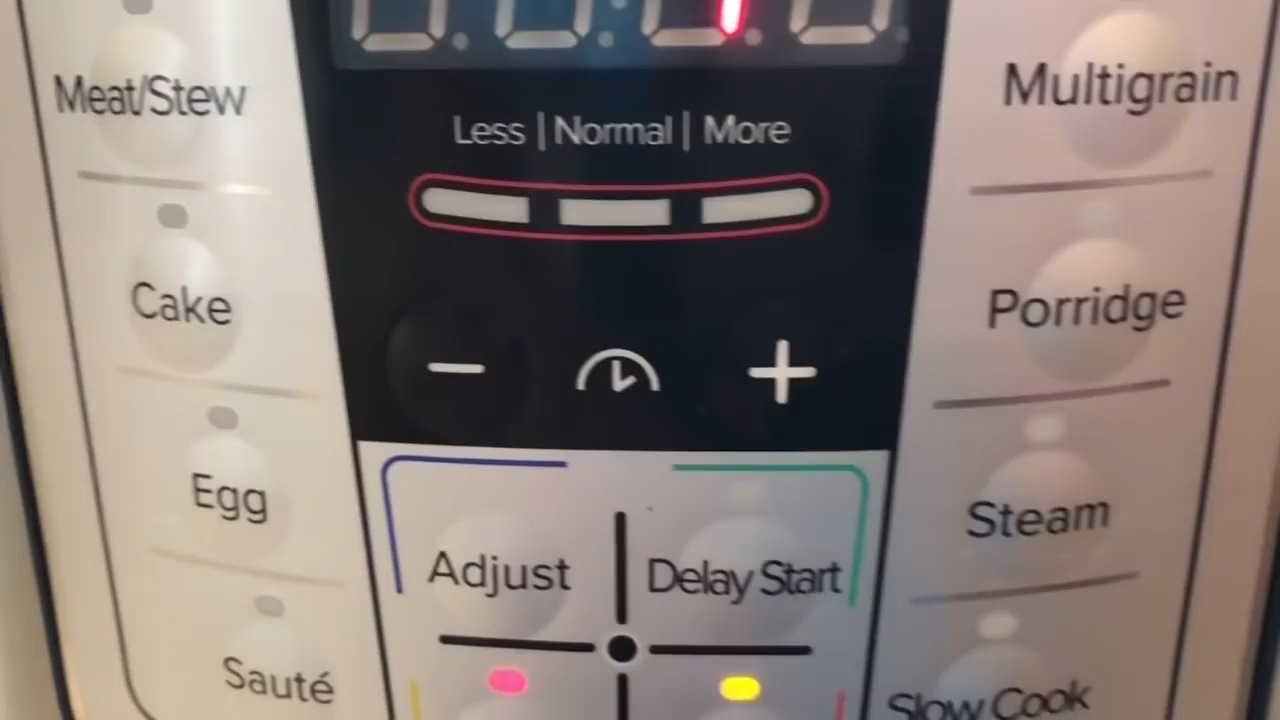 Meat/Stew
Multigrain
Less | Normal | More
Cake
Porridge
− +
Egg
Steam
Adjust
Delay Start
Sauté
Slow Cook